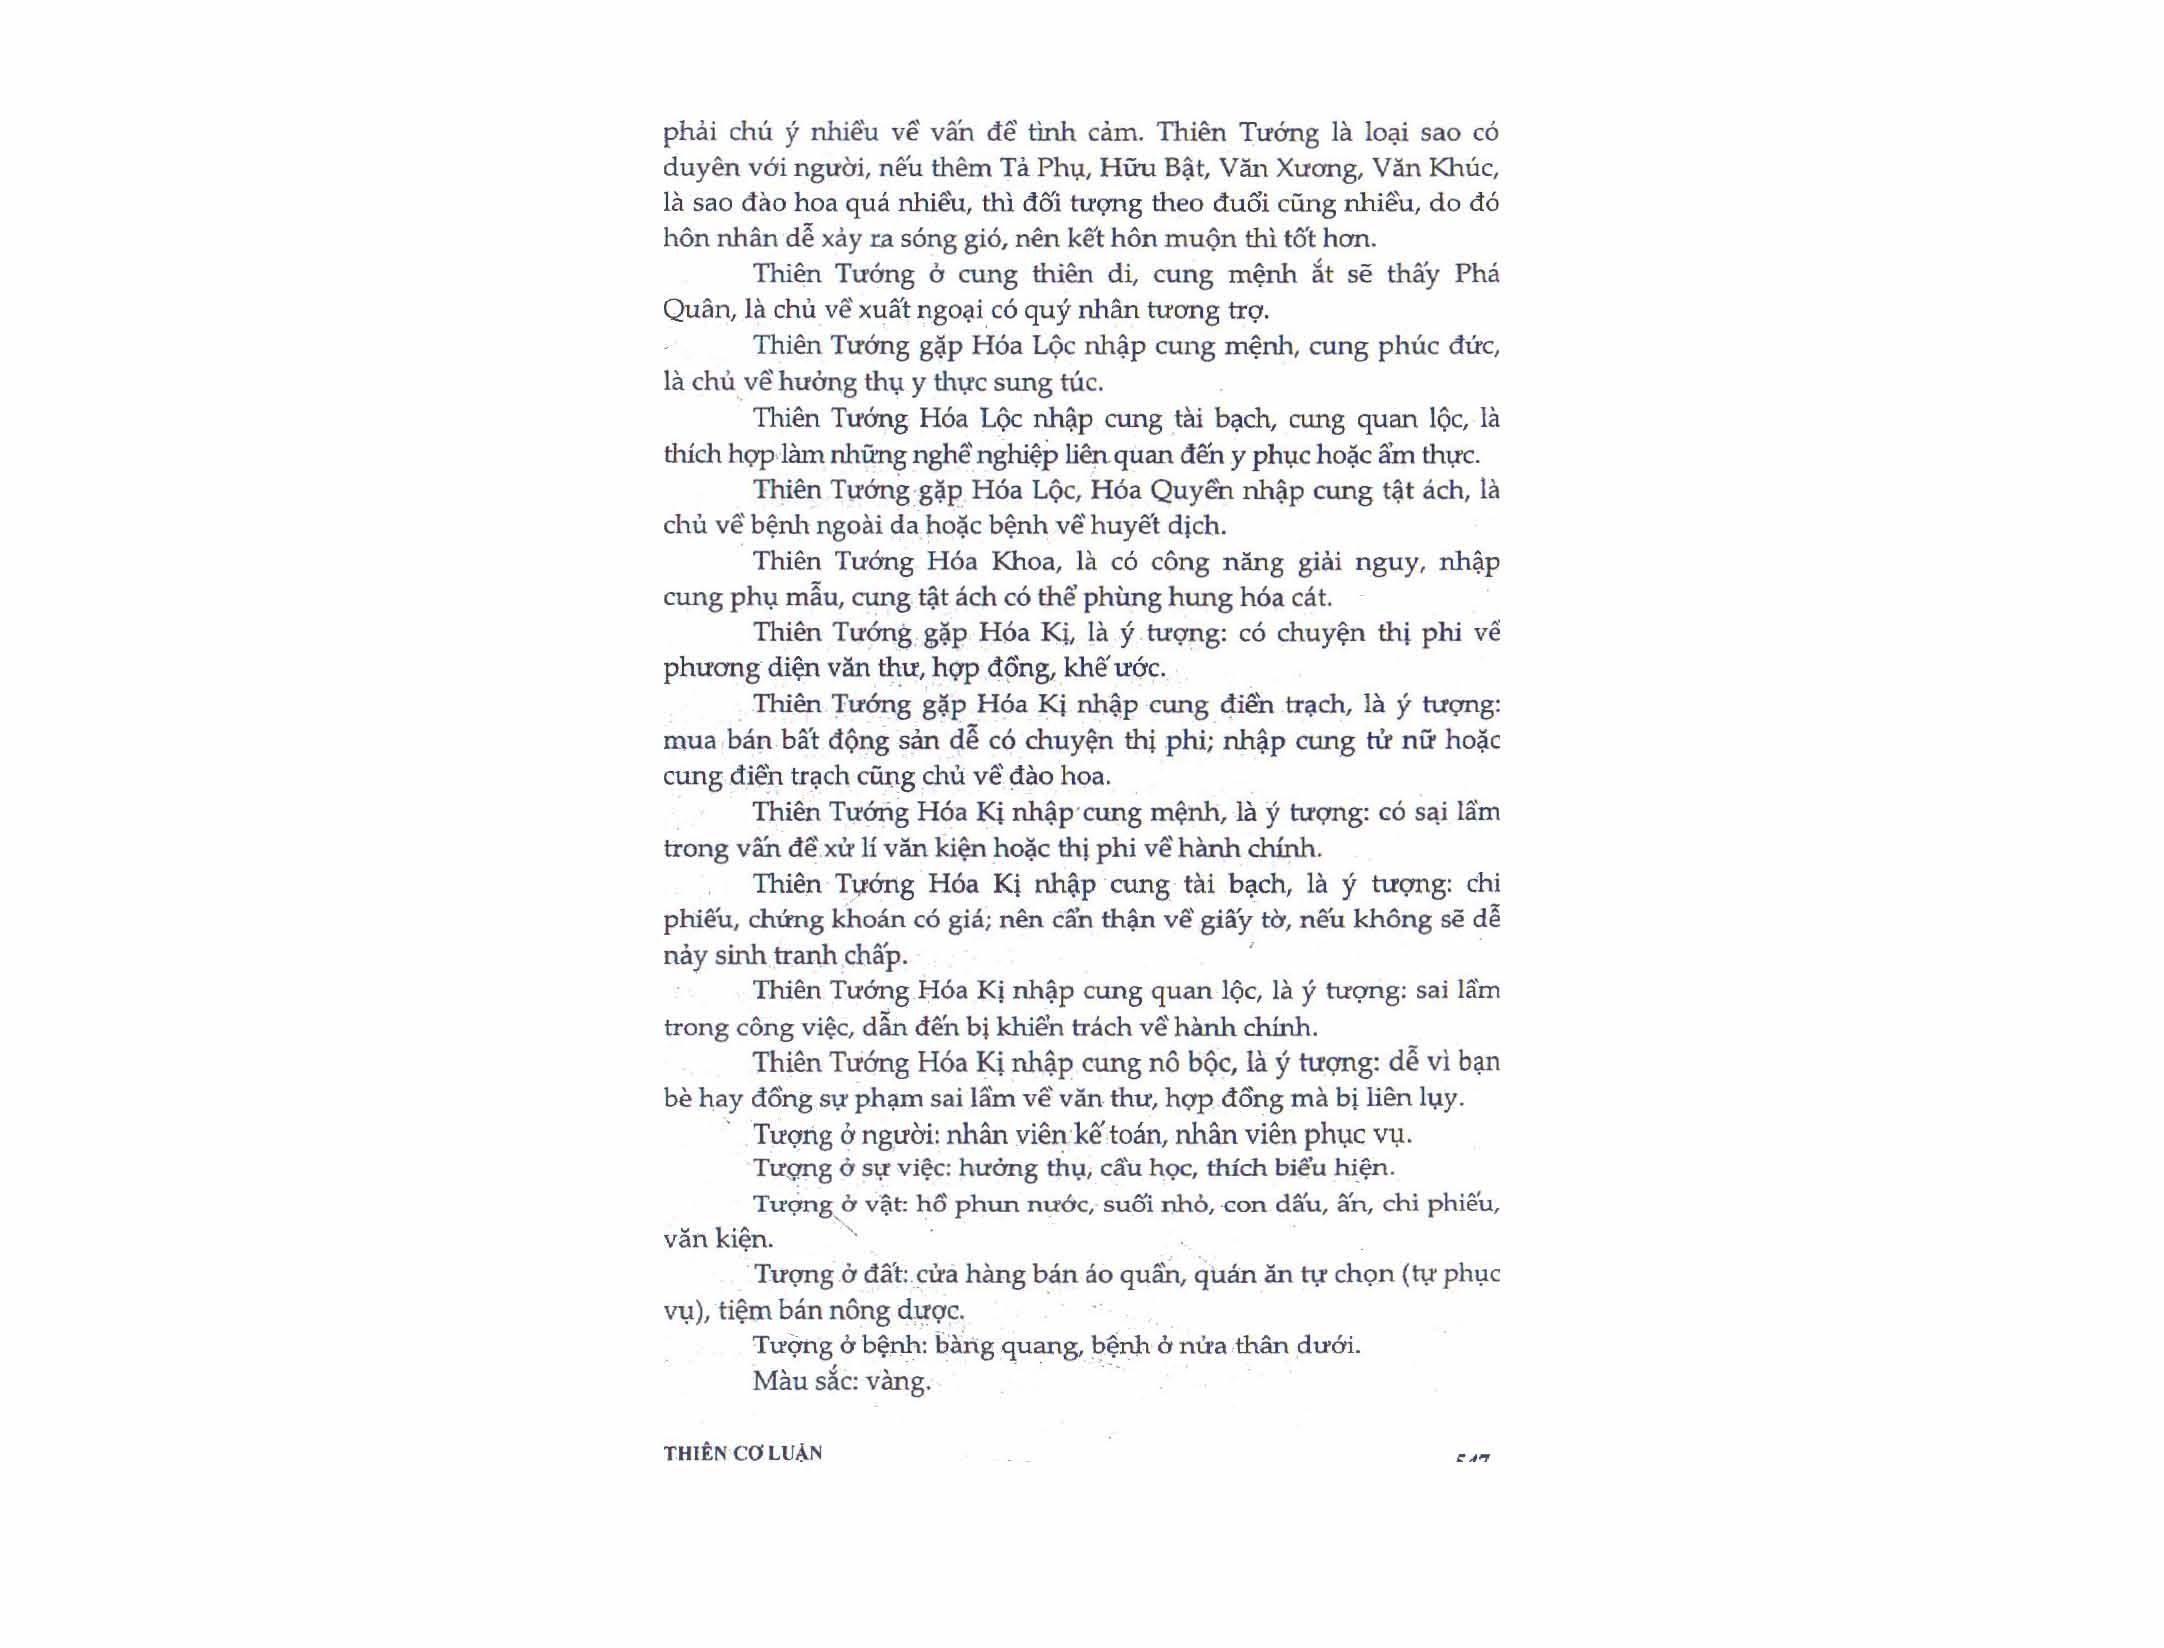 phải chú ý nhiều về vấn đề tình cảm. Thiên Tướng là loại sao có
duyên với người, nếu thêm Tả Phụ, Hữu Bật, Văn Xương, Văn Khúc,
là sao đào hoa quá nhiều, thì đối tượng theo đuổi cũng nhiều, do đó
hôn nhân dễ xảy ra sóng gió, nên kết hôn muộn thì tốt hơn.
Thiên Tướng ở cung thiên di, cung mệnh ắt sẽ thấy Phá
Quân, là chủ về xuất ngoại có quý nhân tương trợ.
Thiên Tướng gặp Hóa Lộc nhập cung mệnh, cung phúc đức,
là chủ về hưởng thụ y thực sung túc.
Thiên Tướng Hóa Lộc nhập cung tài bạch, cung quan lộc, là
thích hợp làm những nghề nghiệp liên quan đến y phục hoặc ẩm thực.
Thiên Tướng gặp Hóa Lộc, Hóa Quyền nhập cung tật ách, là
chủ về bệnh ngoài da hoặc bệnh về huyết dịch.
Thiên Tướng Hóa Khoa, là có công năng giải nguy, nhập
cung phụ mẫu, cung tật ách có thể phùng hung hóa cát.
Thiên Tướng gặp Hóa Kị, là ý tượng: có chuyện thị phi về
phương diện văn thư, hợp đồng, khế ước.
Thiên Tướng gặp Hóa Kị nhập cung điền trạch, là ý tượng:
mua bán bất động sản dễ có chuyện thị phi; nhập cung tử nữ hoặc
cung điền trạch cũng chủ về đào hoa.
Thiên Tướng Hóa Kị nhập cung mệnh, là ý tượng: có sại lầm
trong vấn đề xử lí văn kiện hoặc thị phi về hành chính.
Thiên Tướng Hóa Kị nhập cung tài bạch, là ý tượng: chi
phiếu, chứng khoán có giá; nên cẩn thận về giấy tờ, nếu không sẽ dễ
nảy sinh tranh chấp.
Thiên Tướng Hóa Kị nhập cung quan lộc, là ý tượng: sai lầm
trong công việc, dẫn đến bị khiển trách về hành chính.
Thiên Tướng Hóa Kị nhập cung nô bộc, là ý tượng: dễ vì bạn
bè hay đồng sự phạm sai lầm về văn thư, hợp đồng mà bị liên lụy.
Tượng ở người: nhân viên kế toán, nhân viên phục vụ.
Tượng ở sự việc: hưởng thụ, cầu học, thích biểu hiện.
Tượng ở vật: hồ phun nước, suối nhỏ, con dấu, ấn, chi phiếu,
văn kiện.
Tượng ở đất: cửa hàng bán áo quần, quán ăn tự chọn (tự phục
vụ), tiệm bán nông dược.
Tượng ở bệnh: bàng quang, bệnh ở nửa thân dưới.
Màu sắc: vàng.
THIÊN CƠ LUẬN